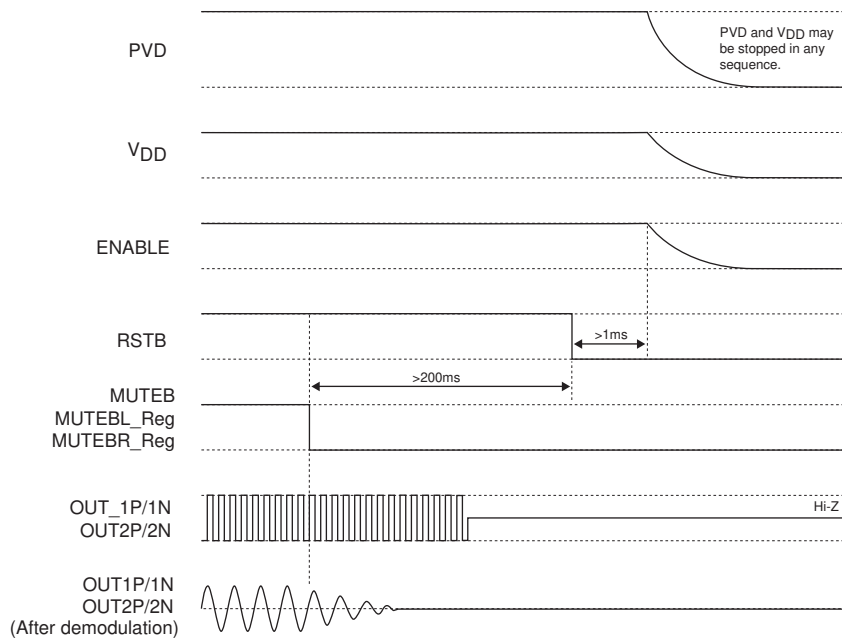 PVD
PVD and VDD may
be stopped in any
sequence.
VDD
ENABLE
RSTB
>1ms
>200ms
MUTEB
MUTEBL_Reg
MUTEBR_Reg
OUT_1P/1N
OUT2P/2N
Hi-Z
OUT1P/1N
OUT2P/2N
(After demodulation)